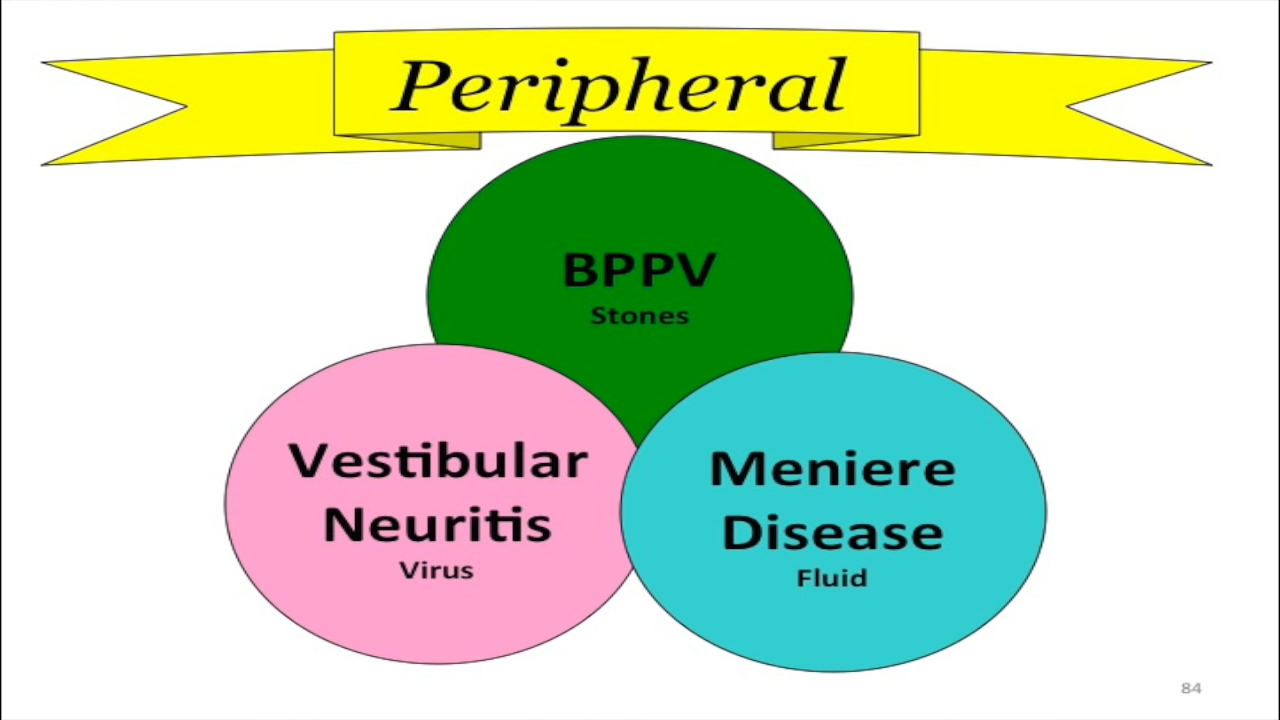 Peripheral
BPPV
Stones
Vestibular
Neuritis
Virus
Meniere
Disease
Fluid
84